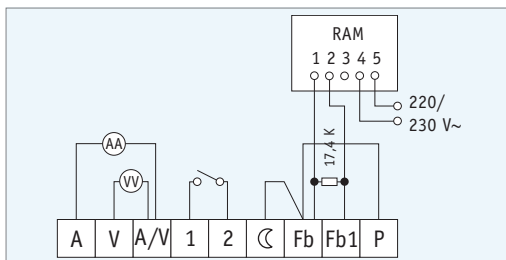 RAM
1 2 3 4 5
220/
230 V~
17,4 K
AA
VV
A V A/V 1 2 ☾ Fb Fb1 P